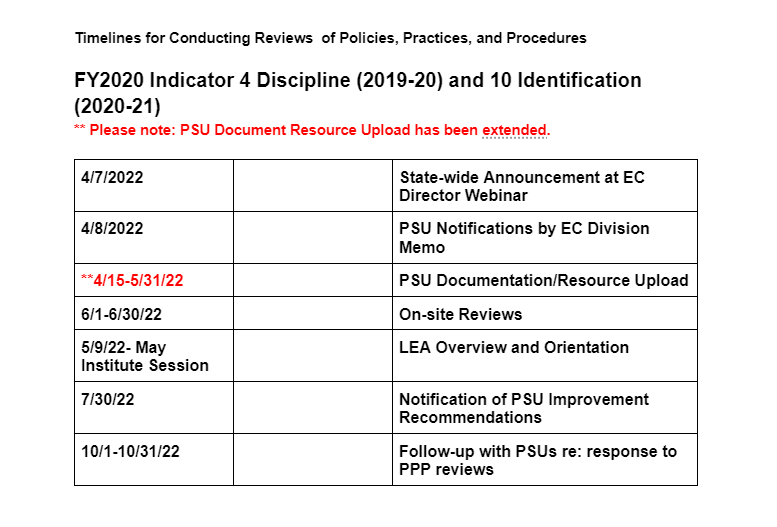 Timelines for Conducting Reviews  of Policies, Practices, and Procedures
FY2020 Indicator 4 Discipline (2019-20) and 10 Identification
(2020-21)
** Please note: PSU Document Resource Upload has been extended.
4/7/2022
State-wide Announcement at EC
Director Webinar
4/8/2022
PSU Notifications by EC Division
Memo
**4/15-5/31/22
PSU Documentation/Resource Upload
6/1-6/30/22
On-site Reviews
5/9/22- May
Institute Session
LEA Overview and Orientation
7/30/22
Notification of PSU Improvement
Recommendations
10/1-10/31/22
Follow-up with PSUs re: response to
PPP reviews